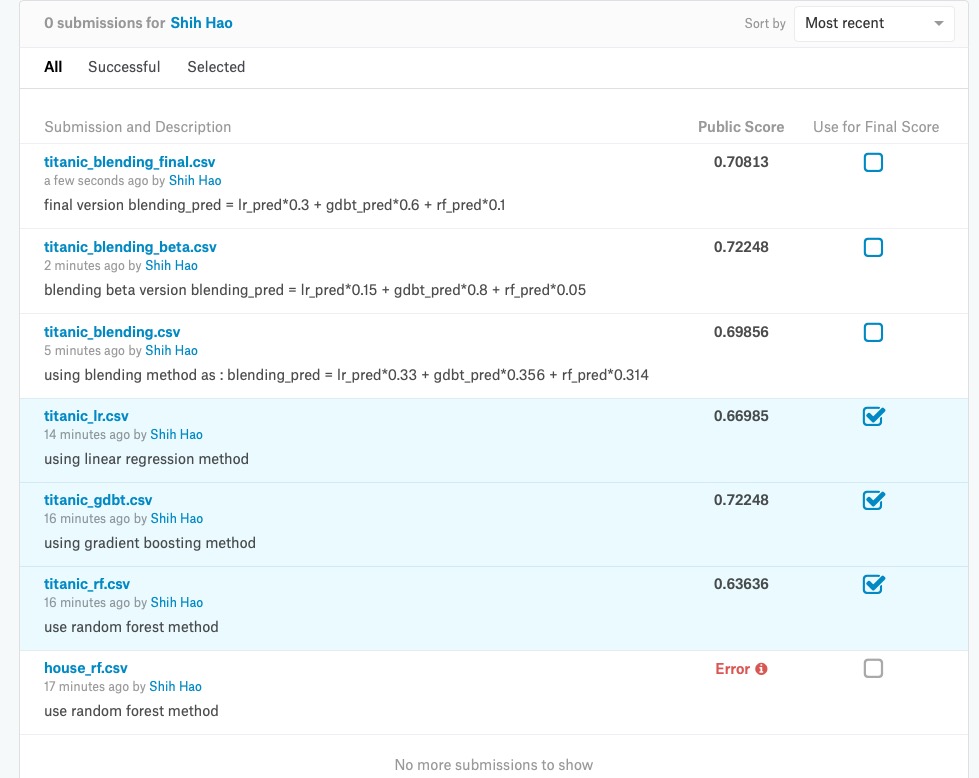 0 submissions for Shih Hao
Sort by Most recent
All Successful Selected
Submission and Description Public Score Use for Final Score
titanic_blending_final.csv 0.70813
a few seconds ago by Shih Hao
final version blending_pred = lr_pred*0.3 + gdbt_pred*0.6 + rf_pred*0.1
titanic_blending_beta.csv 0.72248
2 minutes ago by Shih Hao
blending beta version blending_pred = lr_pred*0.15 + gdbt_pred*0.8 + rf_pred*0.05
titanic_blending.csv 0.69856
5 minutes ago by Shih Hao
using blending method as : blending_pred = lr_pred*0.33 + gdbt_pred*0.356 + rf_pred*0.314
titanic_lr.csv 0.66985
14 minutes ago by Shih Hao
using linear regression method
titanic_gdbt.csv 0.72248
16 minutes ago by Shih Hao
using gradient boosting method
titanic_rf.csv 0.63636
16 minutes ago by Shih Hao
use random forest method
house_rf.csv Error
17 minutes ago by Shih Hao
use random forest method
No more submissions to show